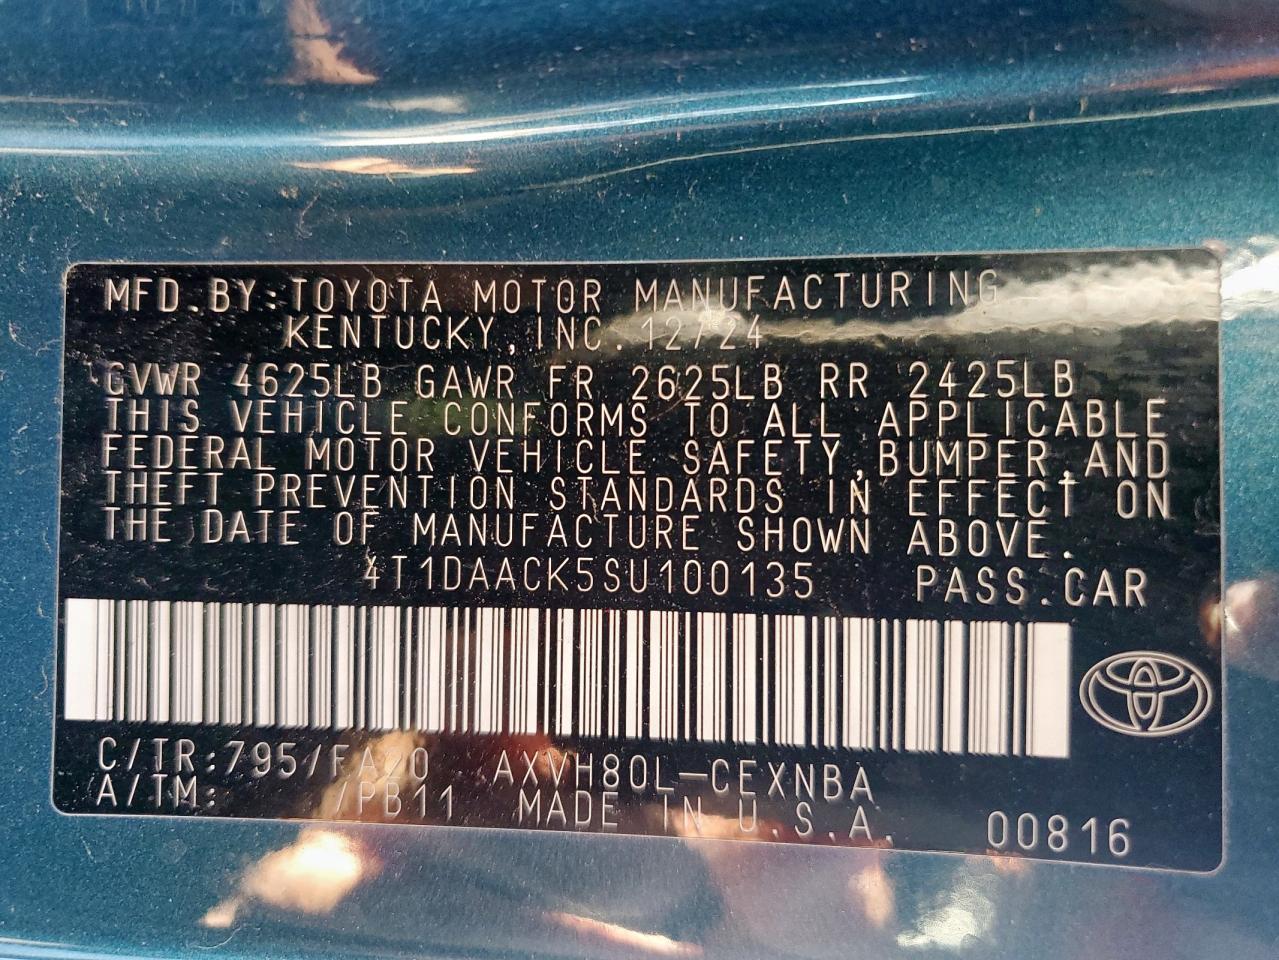 MFD.BY:TOYOTA MOTOR MANUFACTURING
KENTUCKY,INC. 12/24
GVWR 4625LB GAWR FR 2625LB RR 2425LB
THIS VEHICLE CONFORMS TO ALL APPLICABLE
FEDERAL MOTOR VEHICLE SAFETY,BUMPER,AND
THEFT PREVENTION STANDARDS IN EFFECT ON
THE DATE OF MANUFACTURE SHOWN ABOVE.
4T1DAACK5SU100135 PASS.CAR
C/TR:795/FA20 AXVH80L-CEXNBA
A/TM: /PB11 MADE IN U.S.A.
00816